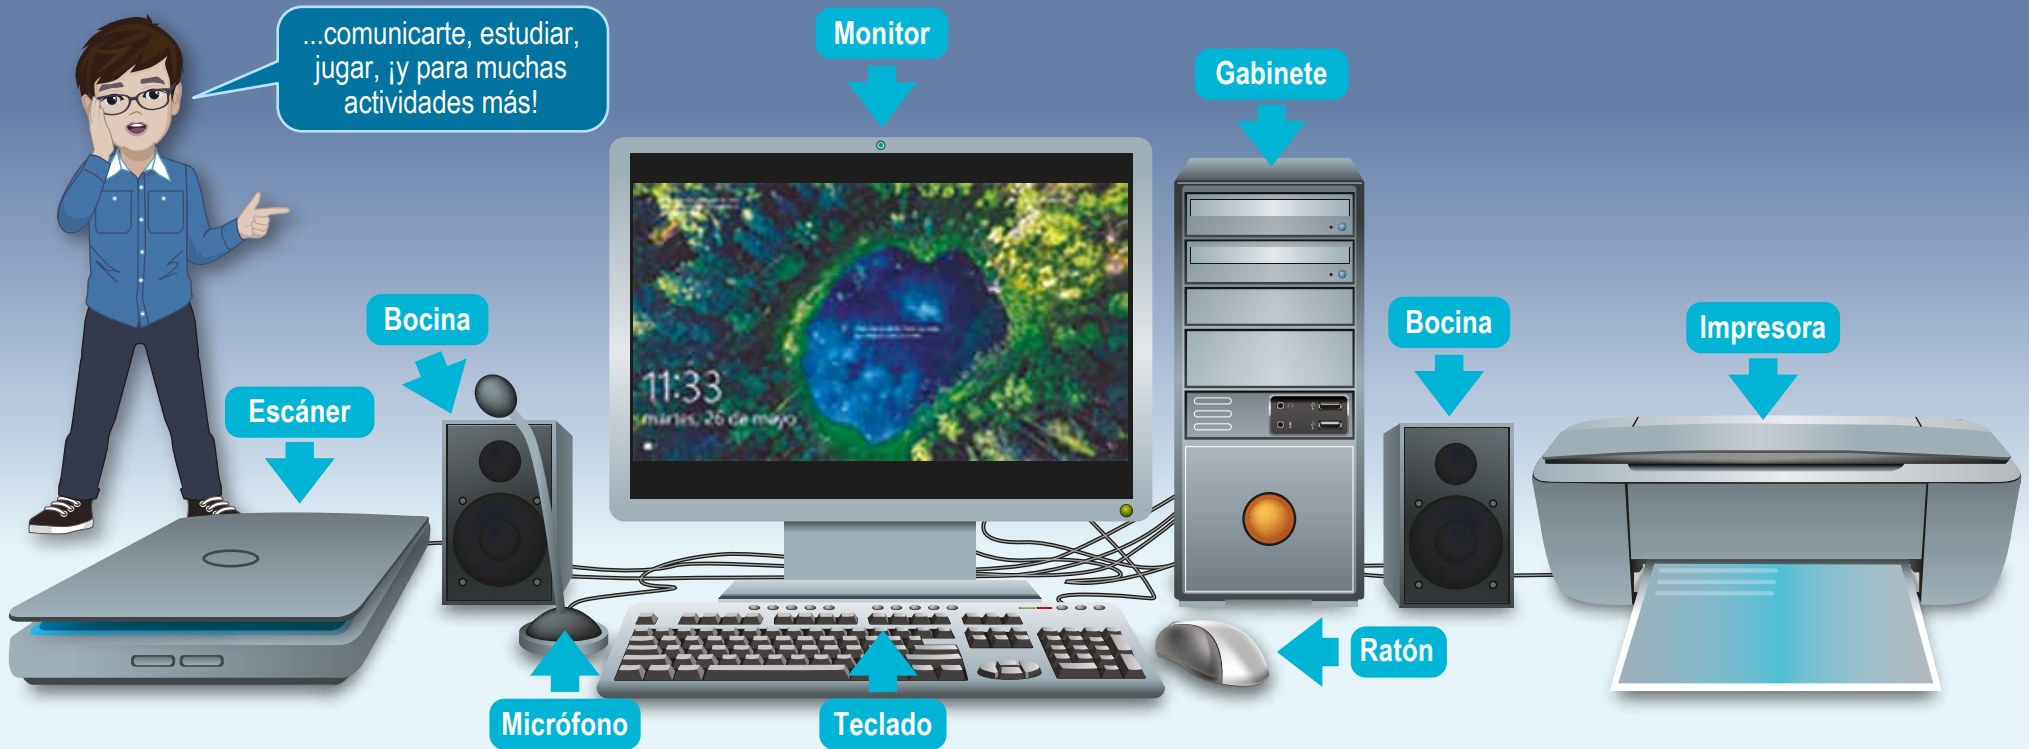 ...comunicarte, estudiar,
jugar, ¡y para muchas
actividades más!
Monitor
Gabinete
Bocina
Bocina
Impresora
Escáner
11:33
martes, 26 de mayo
Ratón
Micrófono
Teclado